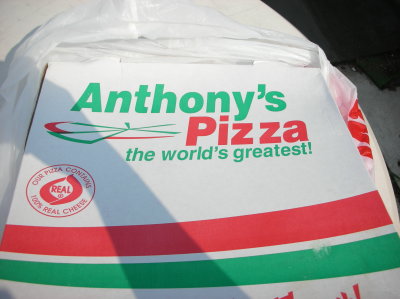 Anthony's
Pizza
the world's greatest!
OUR PIZZA CONTAINS
REAL®
100% REAL CHEESE